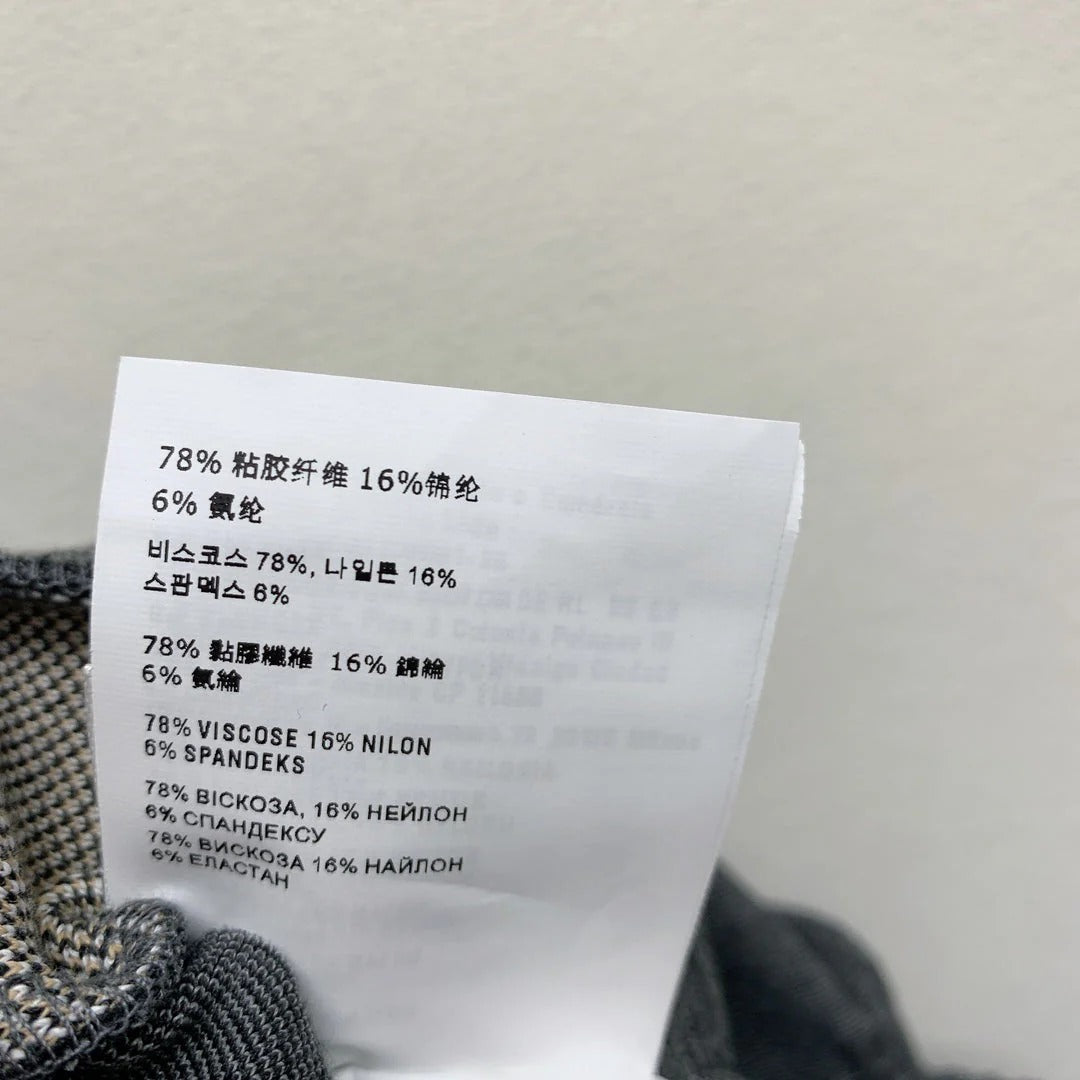 78% 粘胶纤维 16%锦纶
6% 氨纶
비스코스 78%, 나일론 16%
스판덱스 6%
78% 黏膠纖維 16% 錦綸
6% 氨綸
78% VISCOSE 16% NILON
6% SPANDEKS
78% ВІСКОЗА, 16% НЕЙЛОН
6% СПАНДЕКСУ
78% ВИСКОЗА 16% НАЙЛОН
6% ЕЛАСТАН